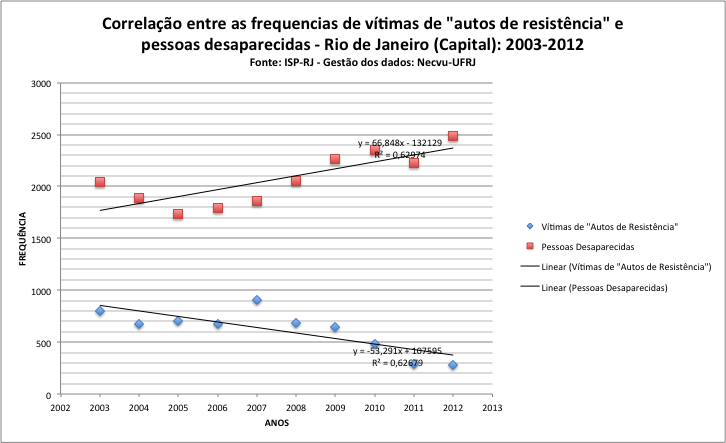 Correlação entre as frequencias de vítimas de "autos de resistência" e
pessoas desaparecidas - Rio de Janeiro (Capital): 2003-2012
Fonte: ISP-RJ - Gestão dos dados: Necvu-UFRJ
3000
2500
2000
1500
1000
500
0
FREQUÊNCIA
y = 66,848x - 132129
R² = 0,62974
y = -53,291x + 107595
R² = 0,62679
2002 2003 2004 2005 2006 2007 2008 2009 2010 2011 2012 2013
ANOS
Vítimas de "Autos de Resistência"
Pessoas Desaparecidas
Linear (Vítimas de "Autos de Resistência")
Linear (Pessoas Desaparecidas)